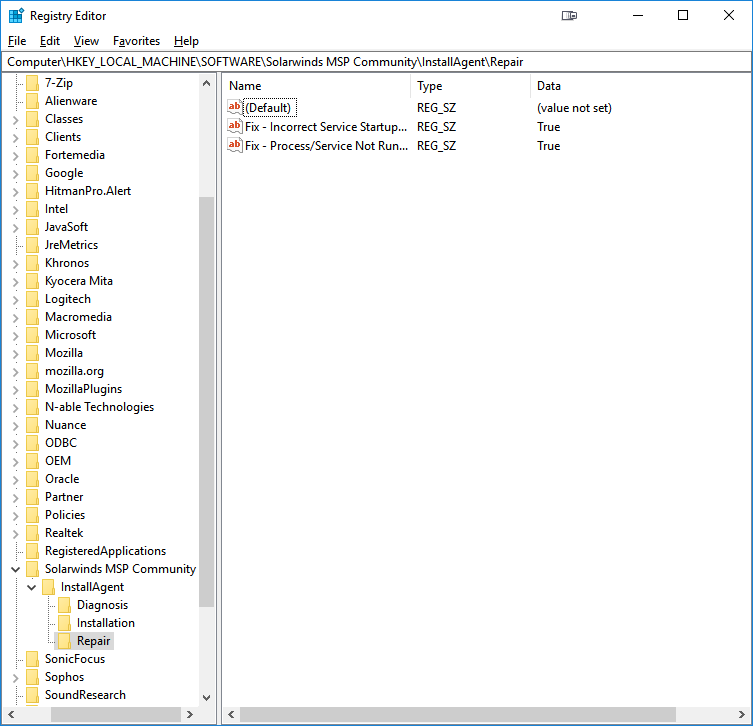 Registry Editor
File Edit View Favorites Help
Computer\HKEY_LOCAL_MACHINE\SOFTWARE\Solarwinds MSP Community\InstallAgent\Repair
7-Zip
Alienware
Classes
Clients
Fortemedia
Google
HitmanPro.Alert
Intel
JavaSoft
JreMetrics
Khronos
Kyocera Mita
Logitech
Macromedia
Microsoft
Mozilla
mozilla.org
MozillaPlugins
N-able Technologies
Nuance
ODBC
OEM
Oracle
Partner
Policies
Realtek
RegisteredApplications
Solarwinds MSP Community
InstallAgent
Diagnosis
Installation
Repair
SonicFocus
Sophos
SoundResearch
Name Type Data
ab (Default) REG_SZ (value not set)
ab Fix - Incorrect Service Startup... REG_SZ True
ab Fix - Process/Service Not Run... REG_SZ True